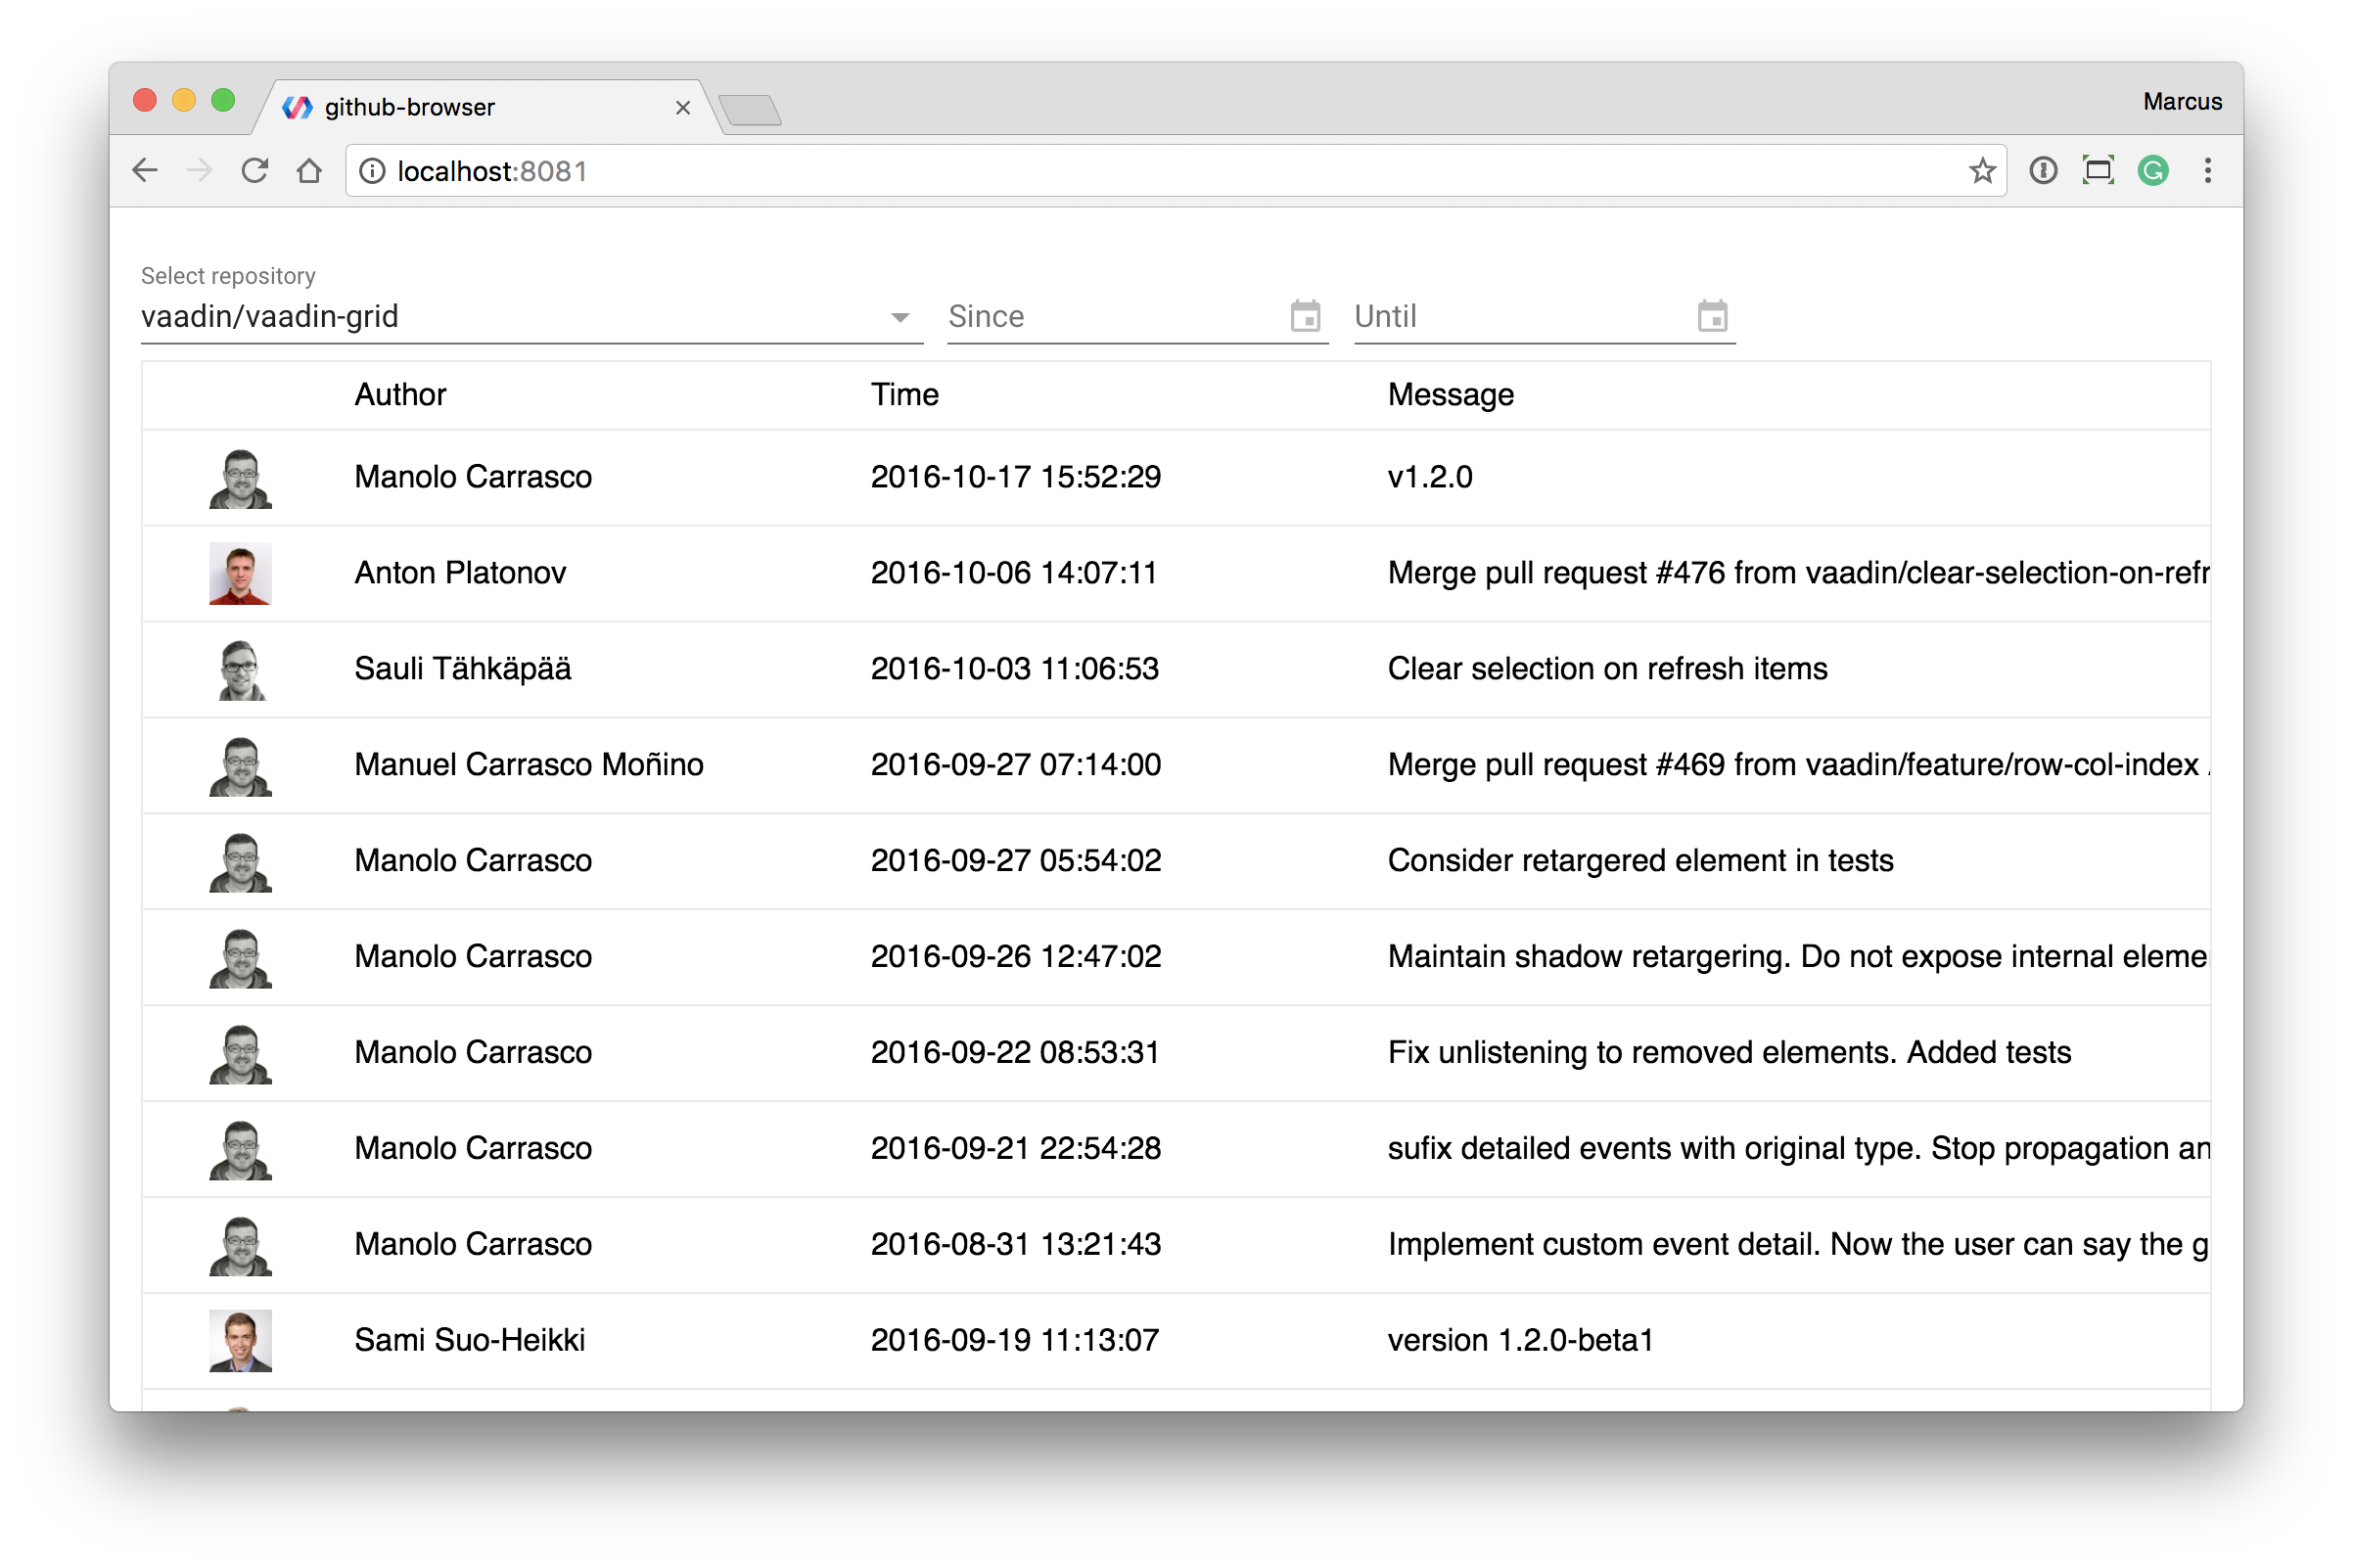 github-browser
Marcus
localhost:8081
Select repository
vaadin/vaadin-grid Since Until
Author Time Message
Manolo Carrasco 2016-10-17 15:52:29 v1.2.0
Anton Platonov 2016-10-06 14:07:11 Merge pull request #476 from vaadin/clear-selection-on-refr
Sauli Tähkäpää 2016-10-03 11:06:53 Clear selection on refresh items
Manuel Carrasco Moñino 2016-09-27 07:14:00 Merge pull request #469 from vaadin/feature/row-col-index
Manolo Carrasco 2016-09-27 05:54:02 Consider retargered element in tests
Manolo Carrasco 2016-09-26 12:47:02 Maintain shadow retargering. Do not expose internal eleme
Manolo Carrasco 2016-09-22 08:53:31 Fix unlistening to removed elements. Added tests
Manolo Carrasco 2016-09-21 22:54:28 sufix detailed events with original type. Stop propagation an
Manolo Carrasco 2016-08-31 13:21:43 Implement custom event detail. Now the user can say the g
Sami Suo-Heikki 2016-09-19 11:13:07 version 1.2.0-beta1